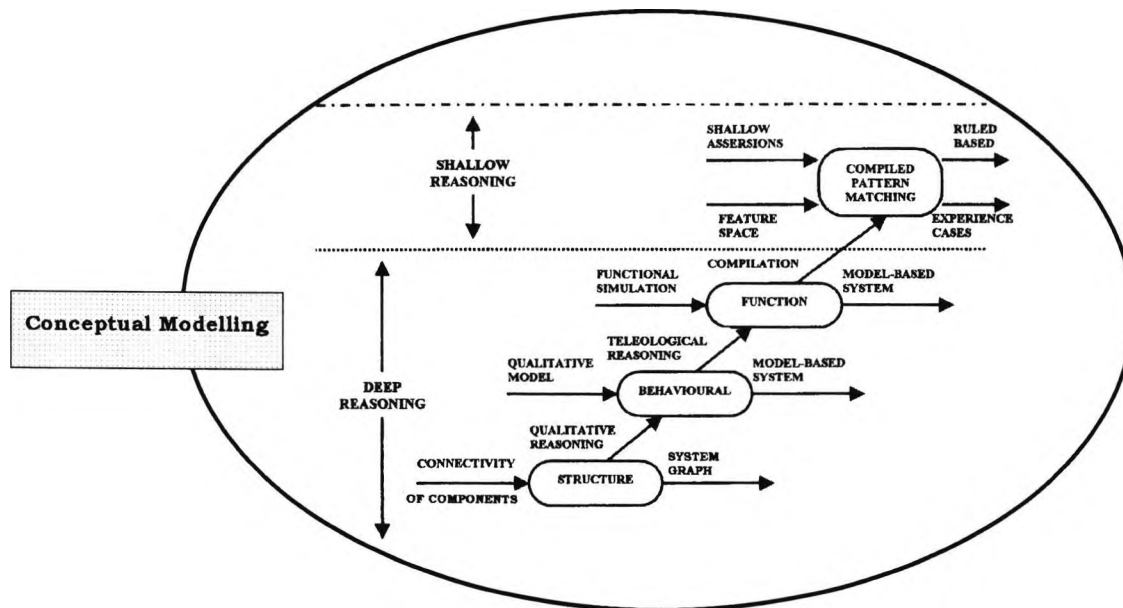 SHALLOW
ASSERSIONS
RULED
BASED
SHALLOW
REASONING
COMPILED
PATTERN
MATCHING
FEATURE
SPACE
EXPERIENCE
CASES
COMPILATION
FUNCTIONAL
SIMULATION
FUNCTION
MODEL-BASED
SYSTEM
Conceptual Modelling
TELEOLOGICAL
REASONING
QUALITATIVE
MODEL
BEHAVIOURAL
MODEL-BASED
SYSTEM
DEEP
REASONING
QUALITATIVE
REASONING
CONNECTIVITY
OF COMPONENTS
STRUCTURE
SYSTEM
GRAPH